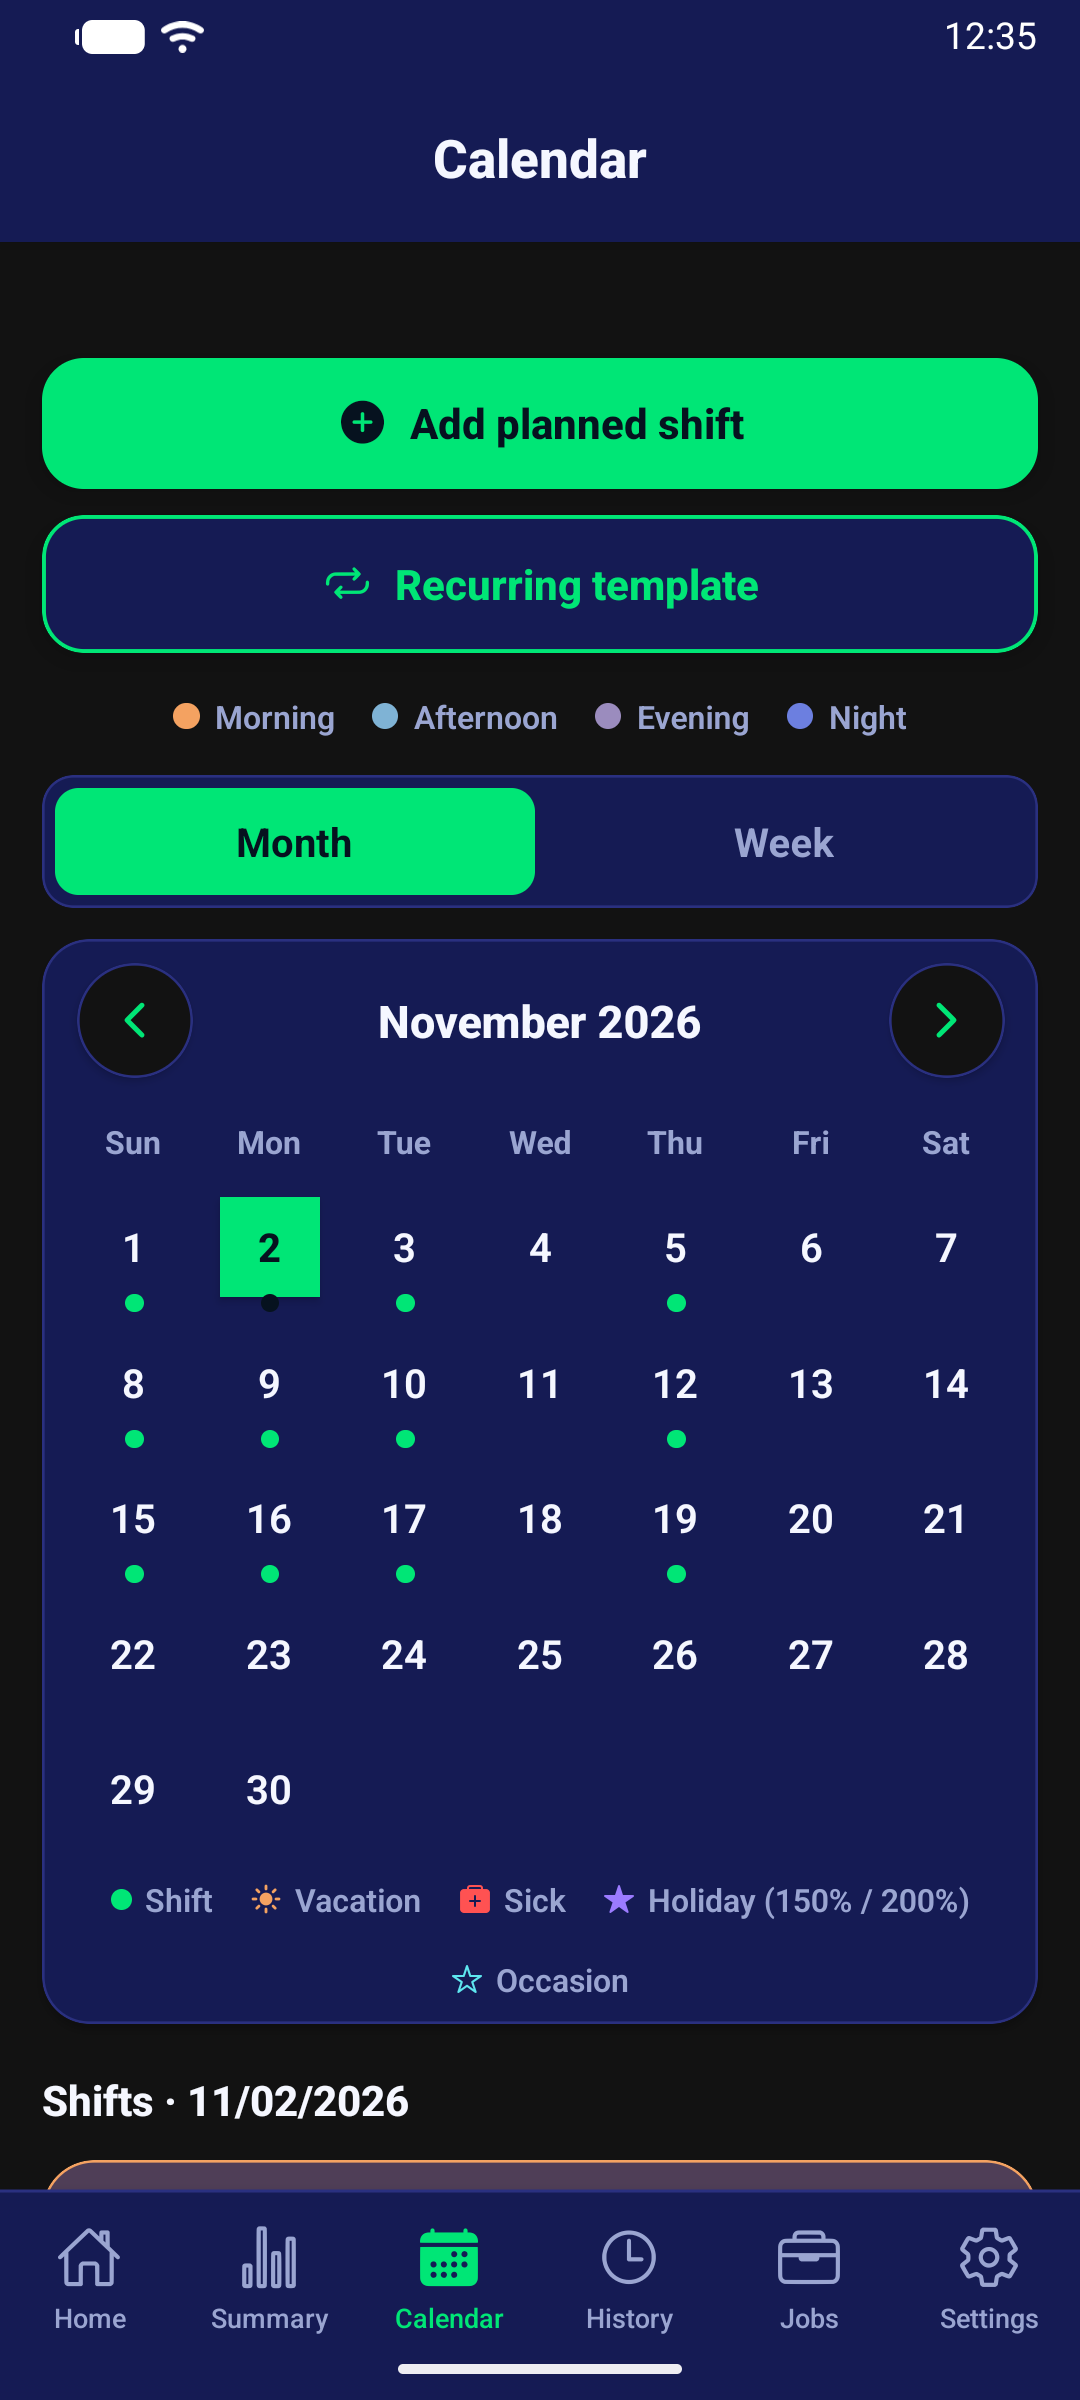 12:35
Calendar
Add planned shift
Recurring template
Morning Afternoon Evening Night
Month Week
November 2026
Sun Mon Tue Wed Thu Fri Sat
1 2 3 4 5 6 7
8 9 10 11 12 13 14
15 16 17 18 19 20 21
22 23 24 25 26 27 28
29 30
Shift Vacation Sick Holiday (150% / 200%)
Occasion
Shifts · 11/02/2026
Home Summary Calendar History Jobs Settings